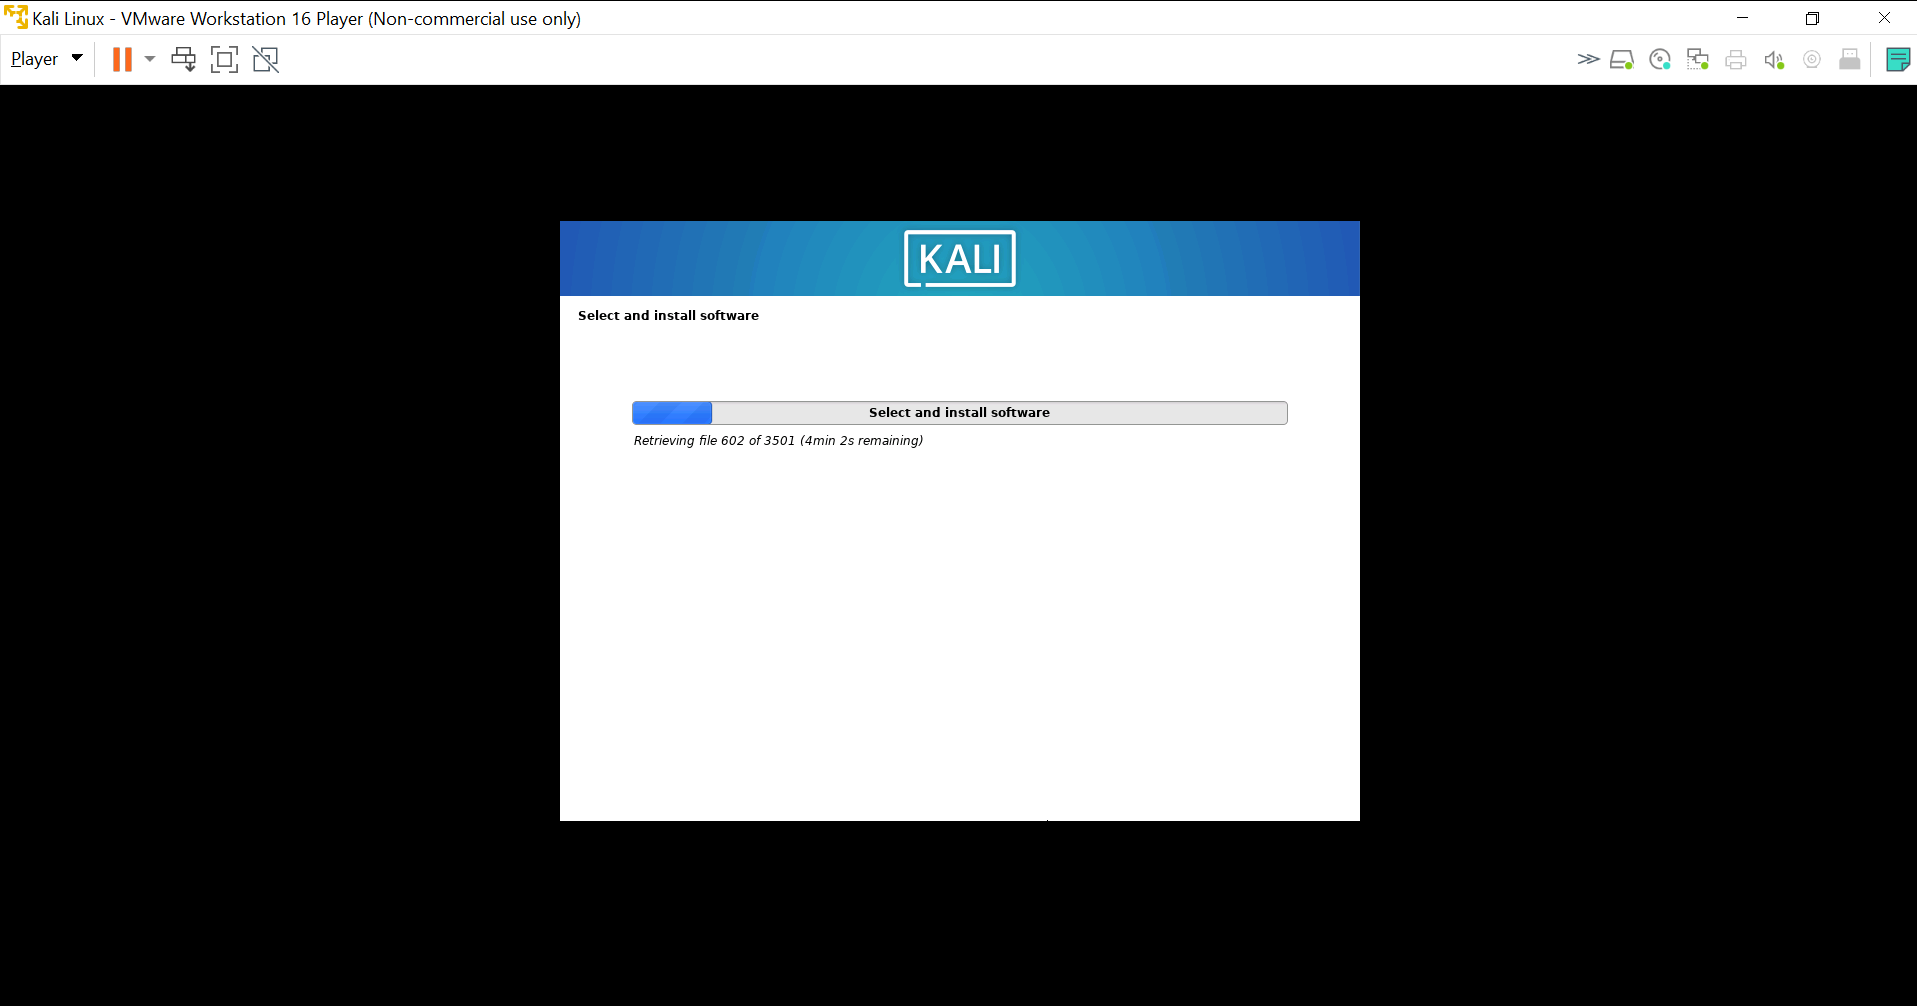 Kali Linux - VMware Workstation 16 Player (Non-commercial use only)
Player
KALI
Select and install software
Select and install software
Retrieving file 602 of 3501 (4min 2s remaining)